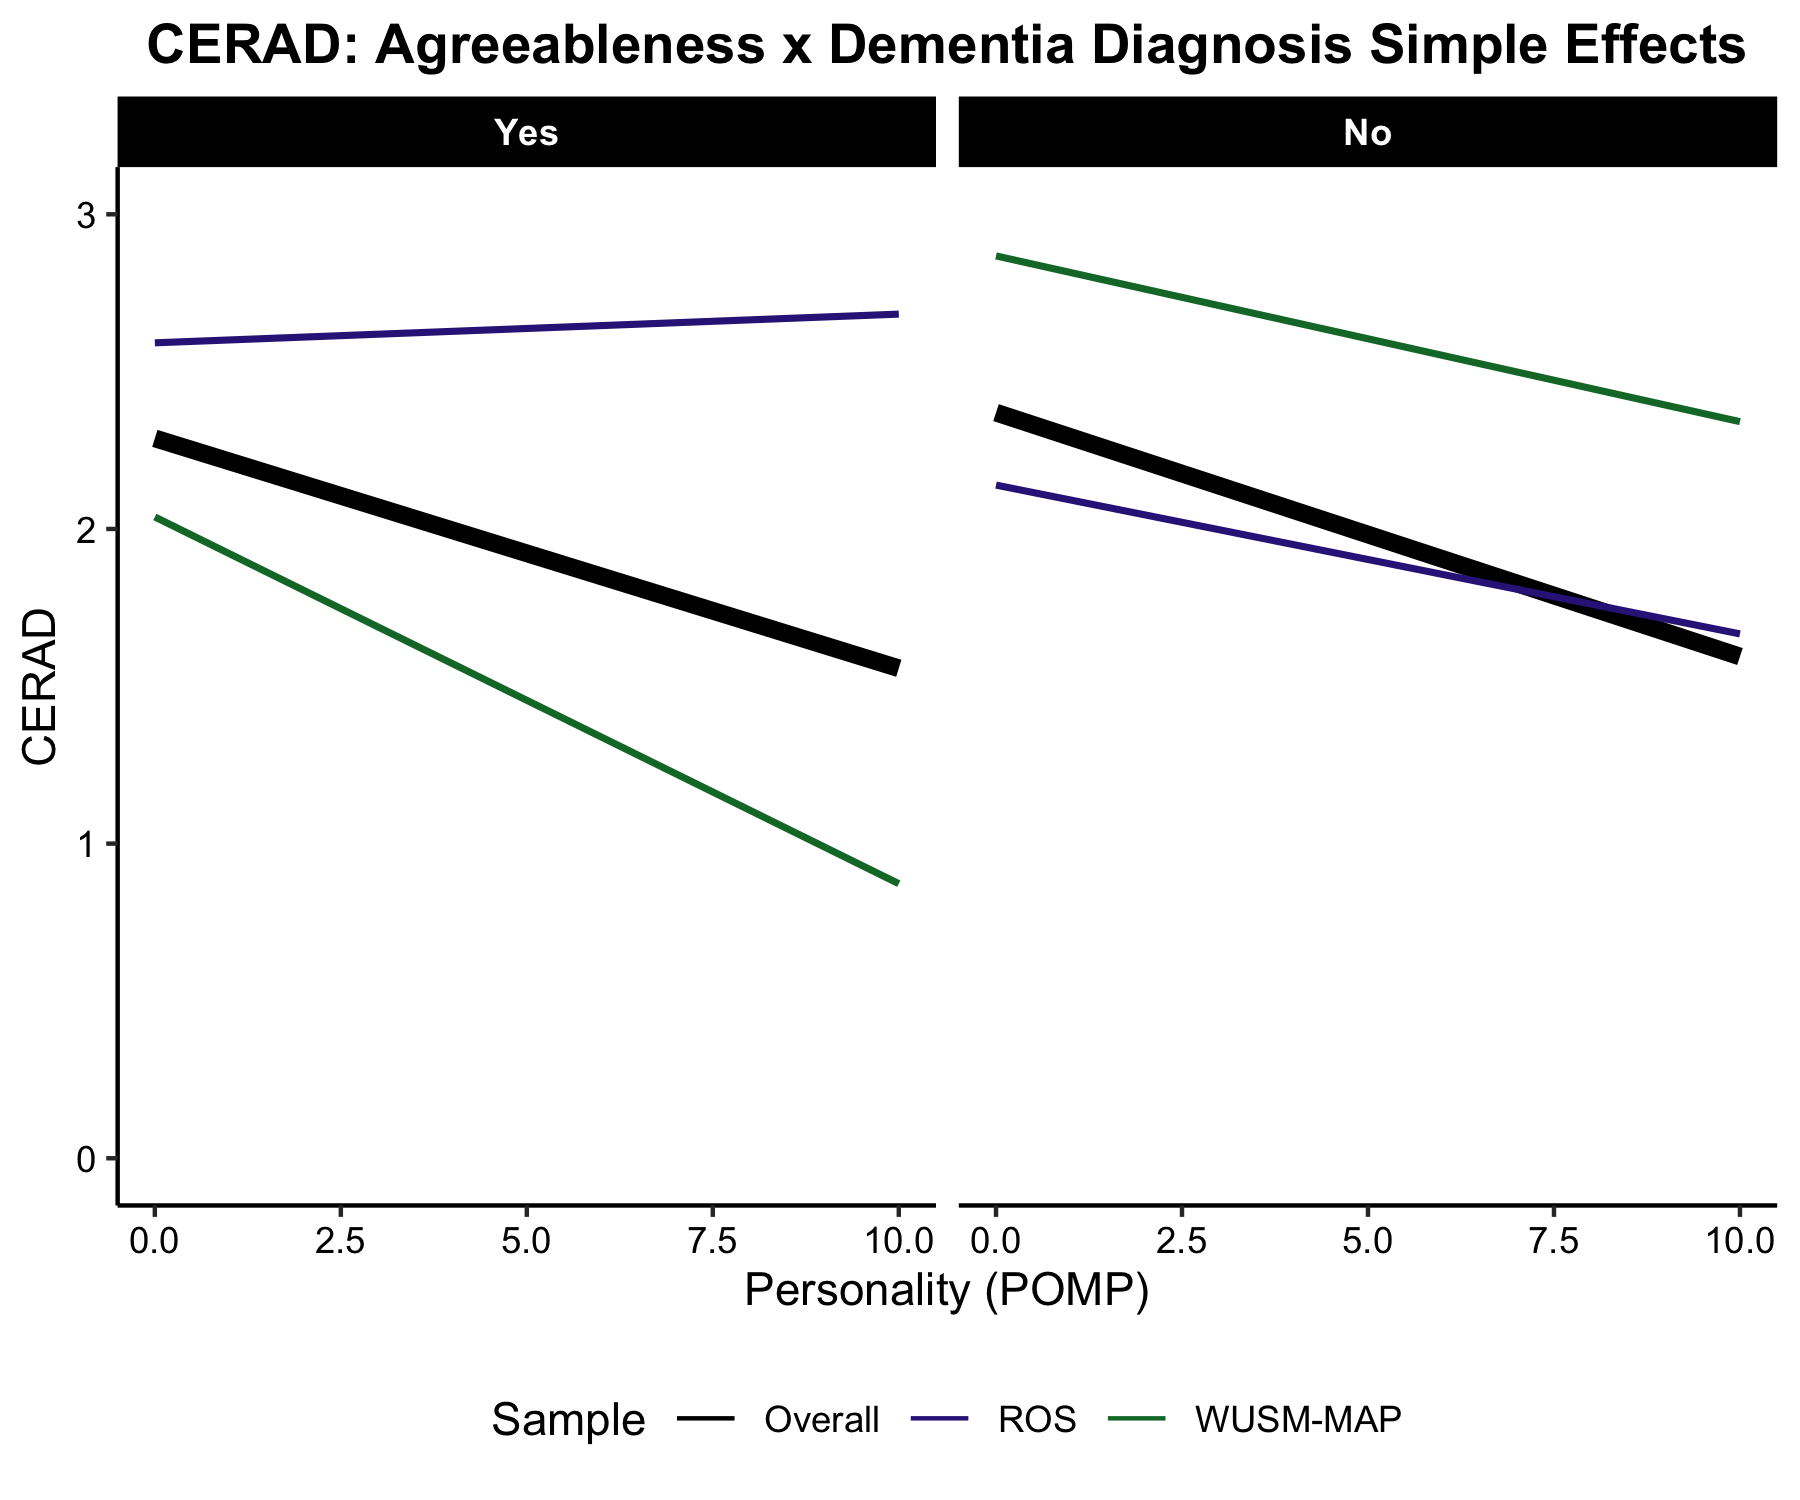 CERAD: Agreeableness x Dementia Diagnosis Simple Effects
Yes No
3
2
1
0
CERAD
0.0 2.5 5.0 7.5 10.0 0.0 2.5 5.0 7.5 10.0
Personality (POMP)
Sample Overall ROS WUSM-MAP